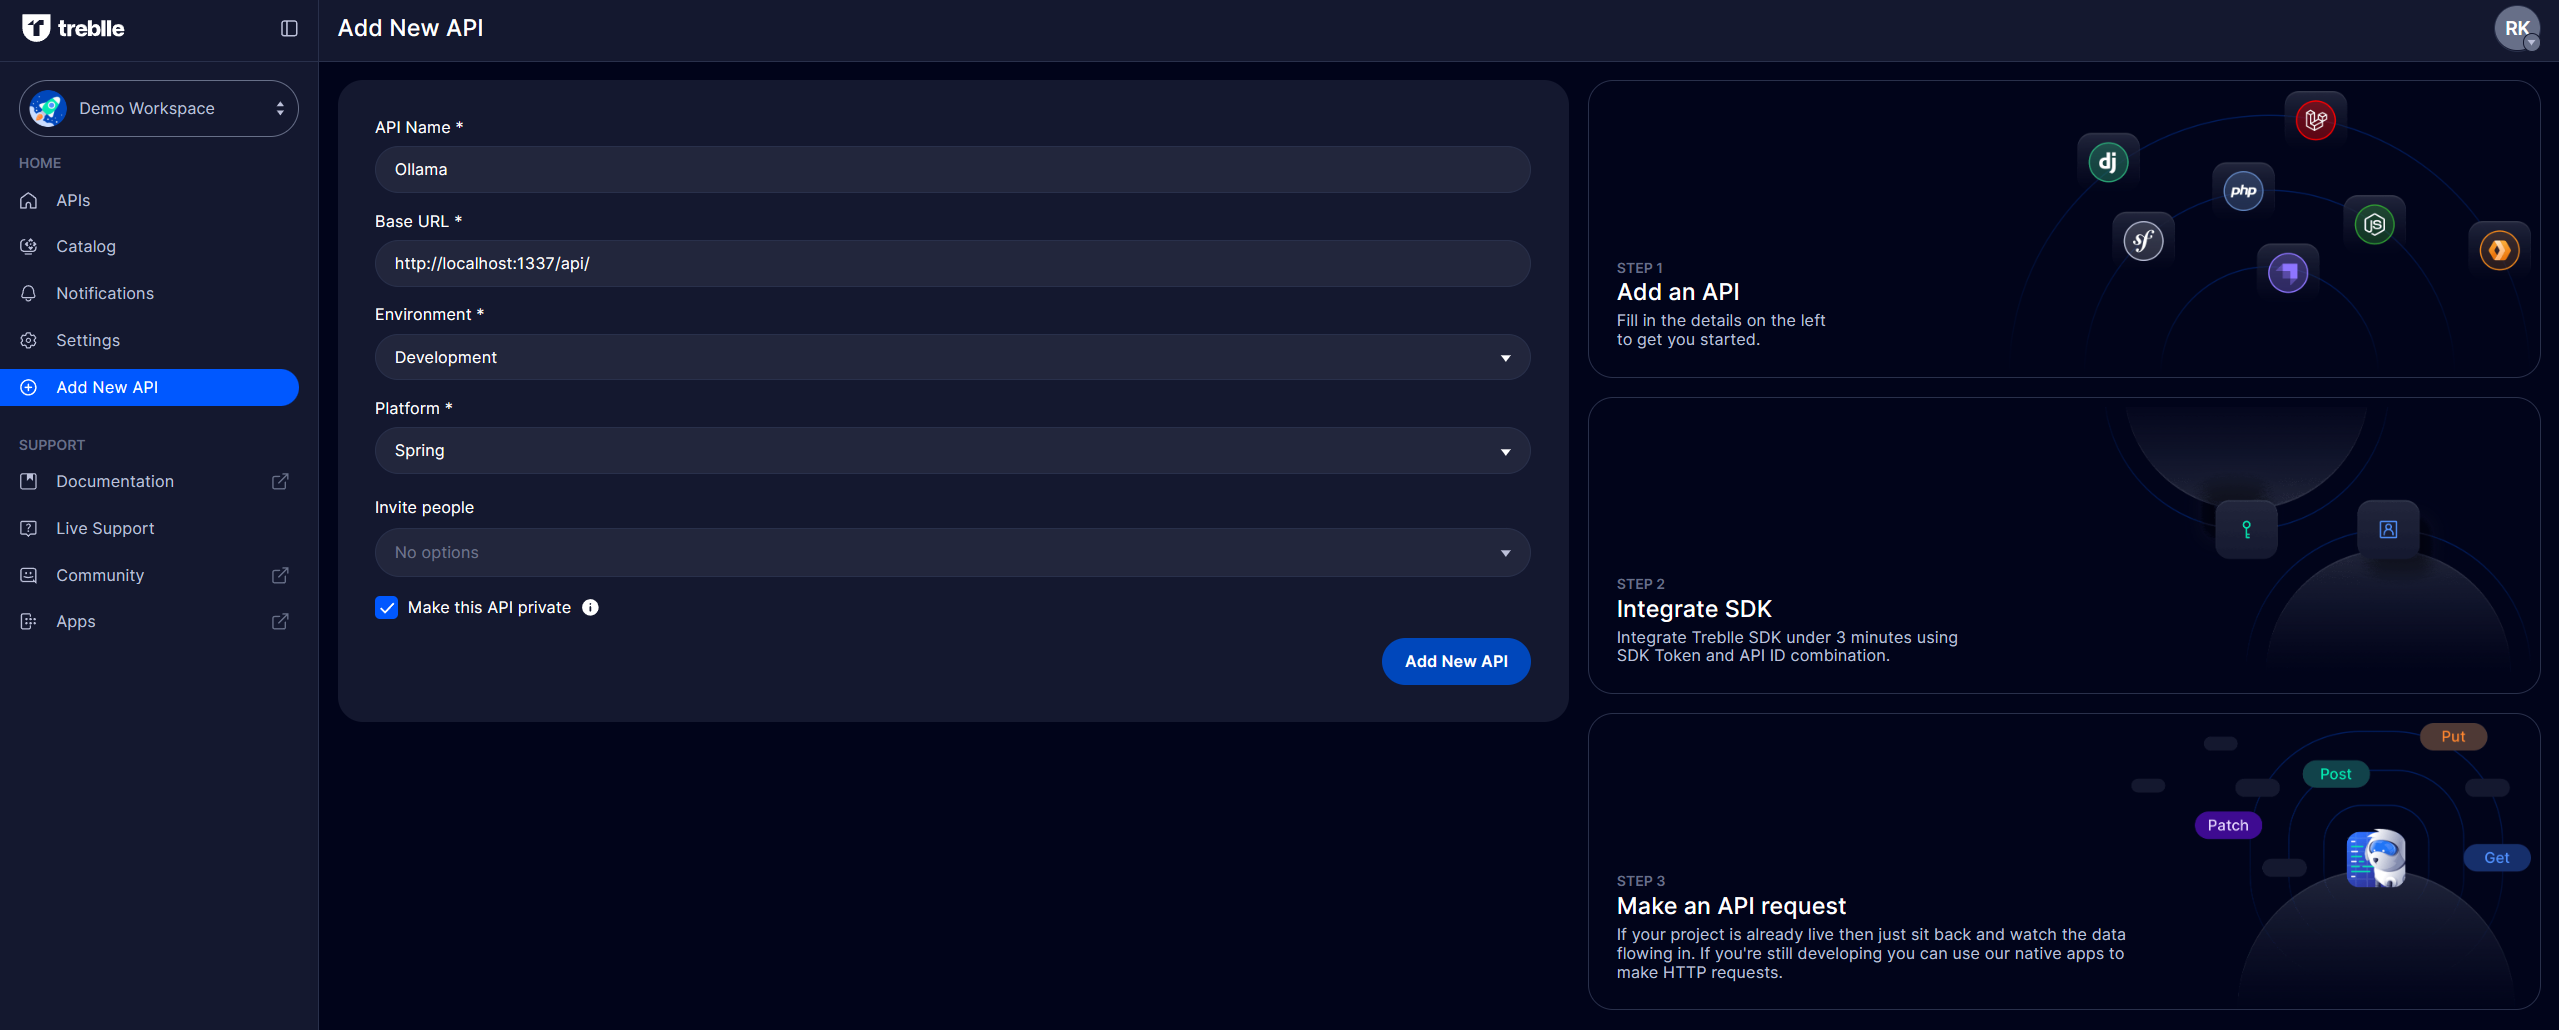 treblle
Add New API
RK
Demo Workspace
HOME
APIs
Catalog
Notifications
Settings
Add New API
SUPPORT
Documentation
Live Support
Community
Apps
API Name *
Ollama
Base URL *
http://localhost:1337/api/
Environment *
Development
Platform *
Spring
Invite people
No options
Make this API private
Add New API
dj
php
sf
JS
STEP 1
Add an API
Fill in the details on the left
to get you started.
STEP 2
Integrate SDK
Integrate Treblle SDK under 3 minutes using
SDK Token and API ID combination.
Put
Post
Patch
Get
STEP 3
Make an API request
If your project is already live then just sit back and watch the data
flowing in. If you're still developing you can use our native apps to
make HTTP requests.